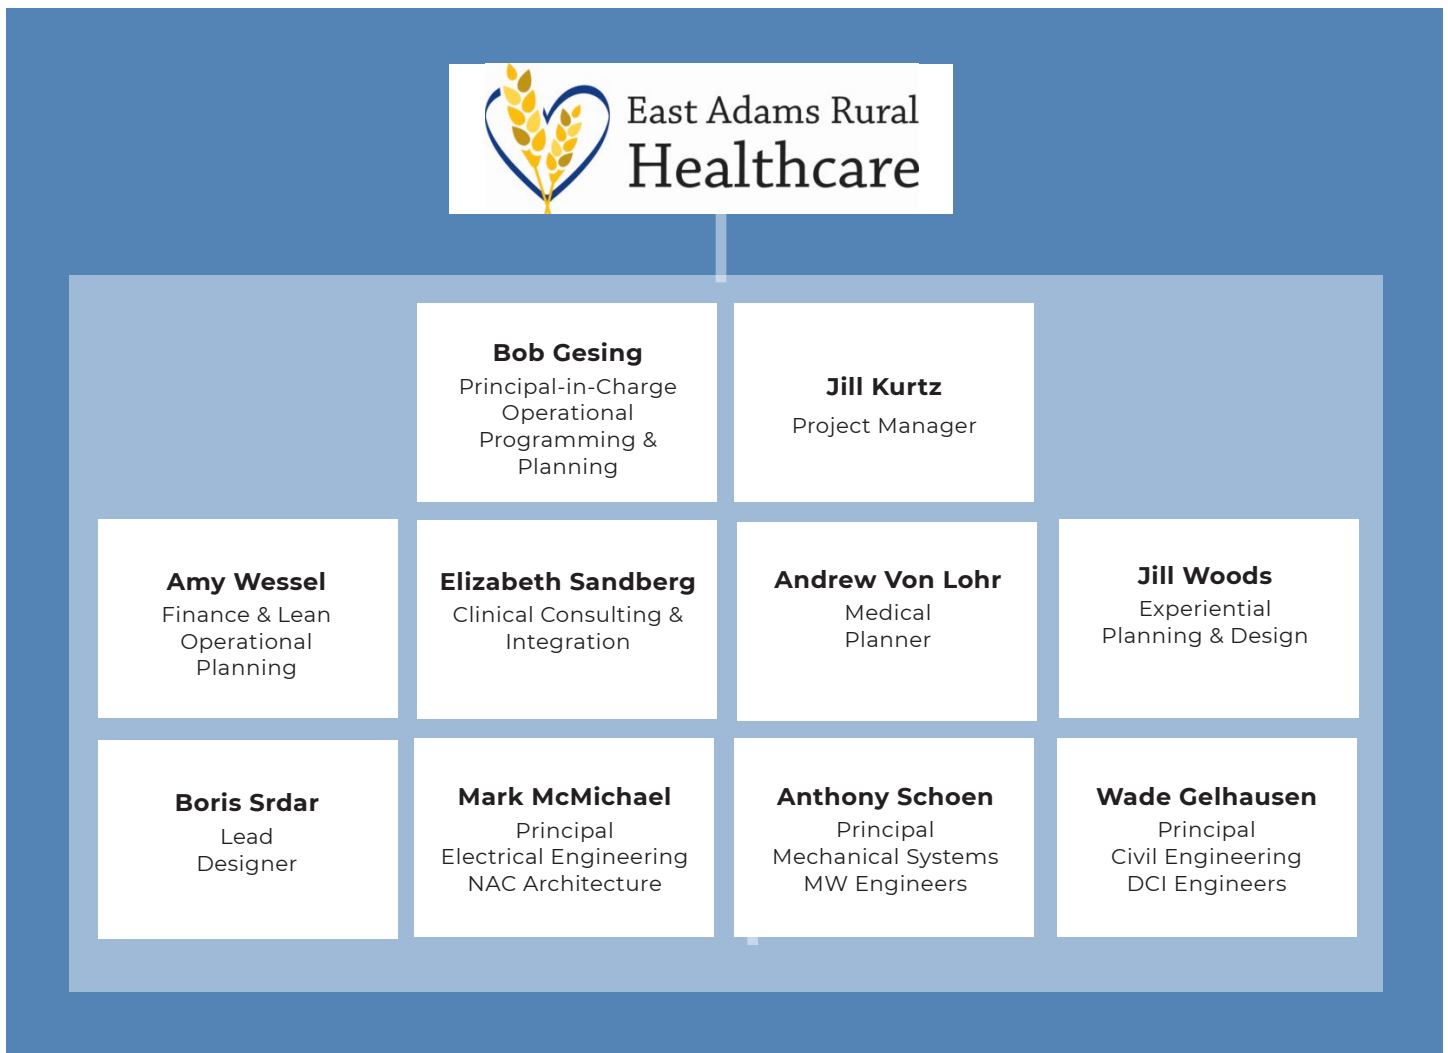 East Adams Rural
Healthcare
Bob Gesing
Principal-in-Charge
Operational
Programming &
Planning
Jill Kurtz
Project Manager
Amy Wessel
Finance & Lean
Operational
Planning
Elizabeth Sandberg
Clinical Consulting &
Integration
Andrew Von Lohr
Medical
Planner
Jill Woods
Experiential
Planning & Design
Boris Srdar
Lead
Designer
Mark McMichael
Principal
Electrical Engineering
NAC Architecture
Anthony Schoen
Principal
Mechanical Systems
MW Engineers
Wade Gelhausen
Principal
Civil Engineering
DCI Engineers